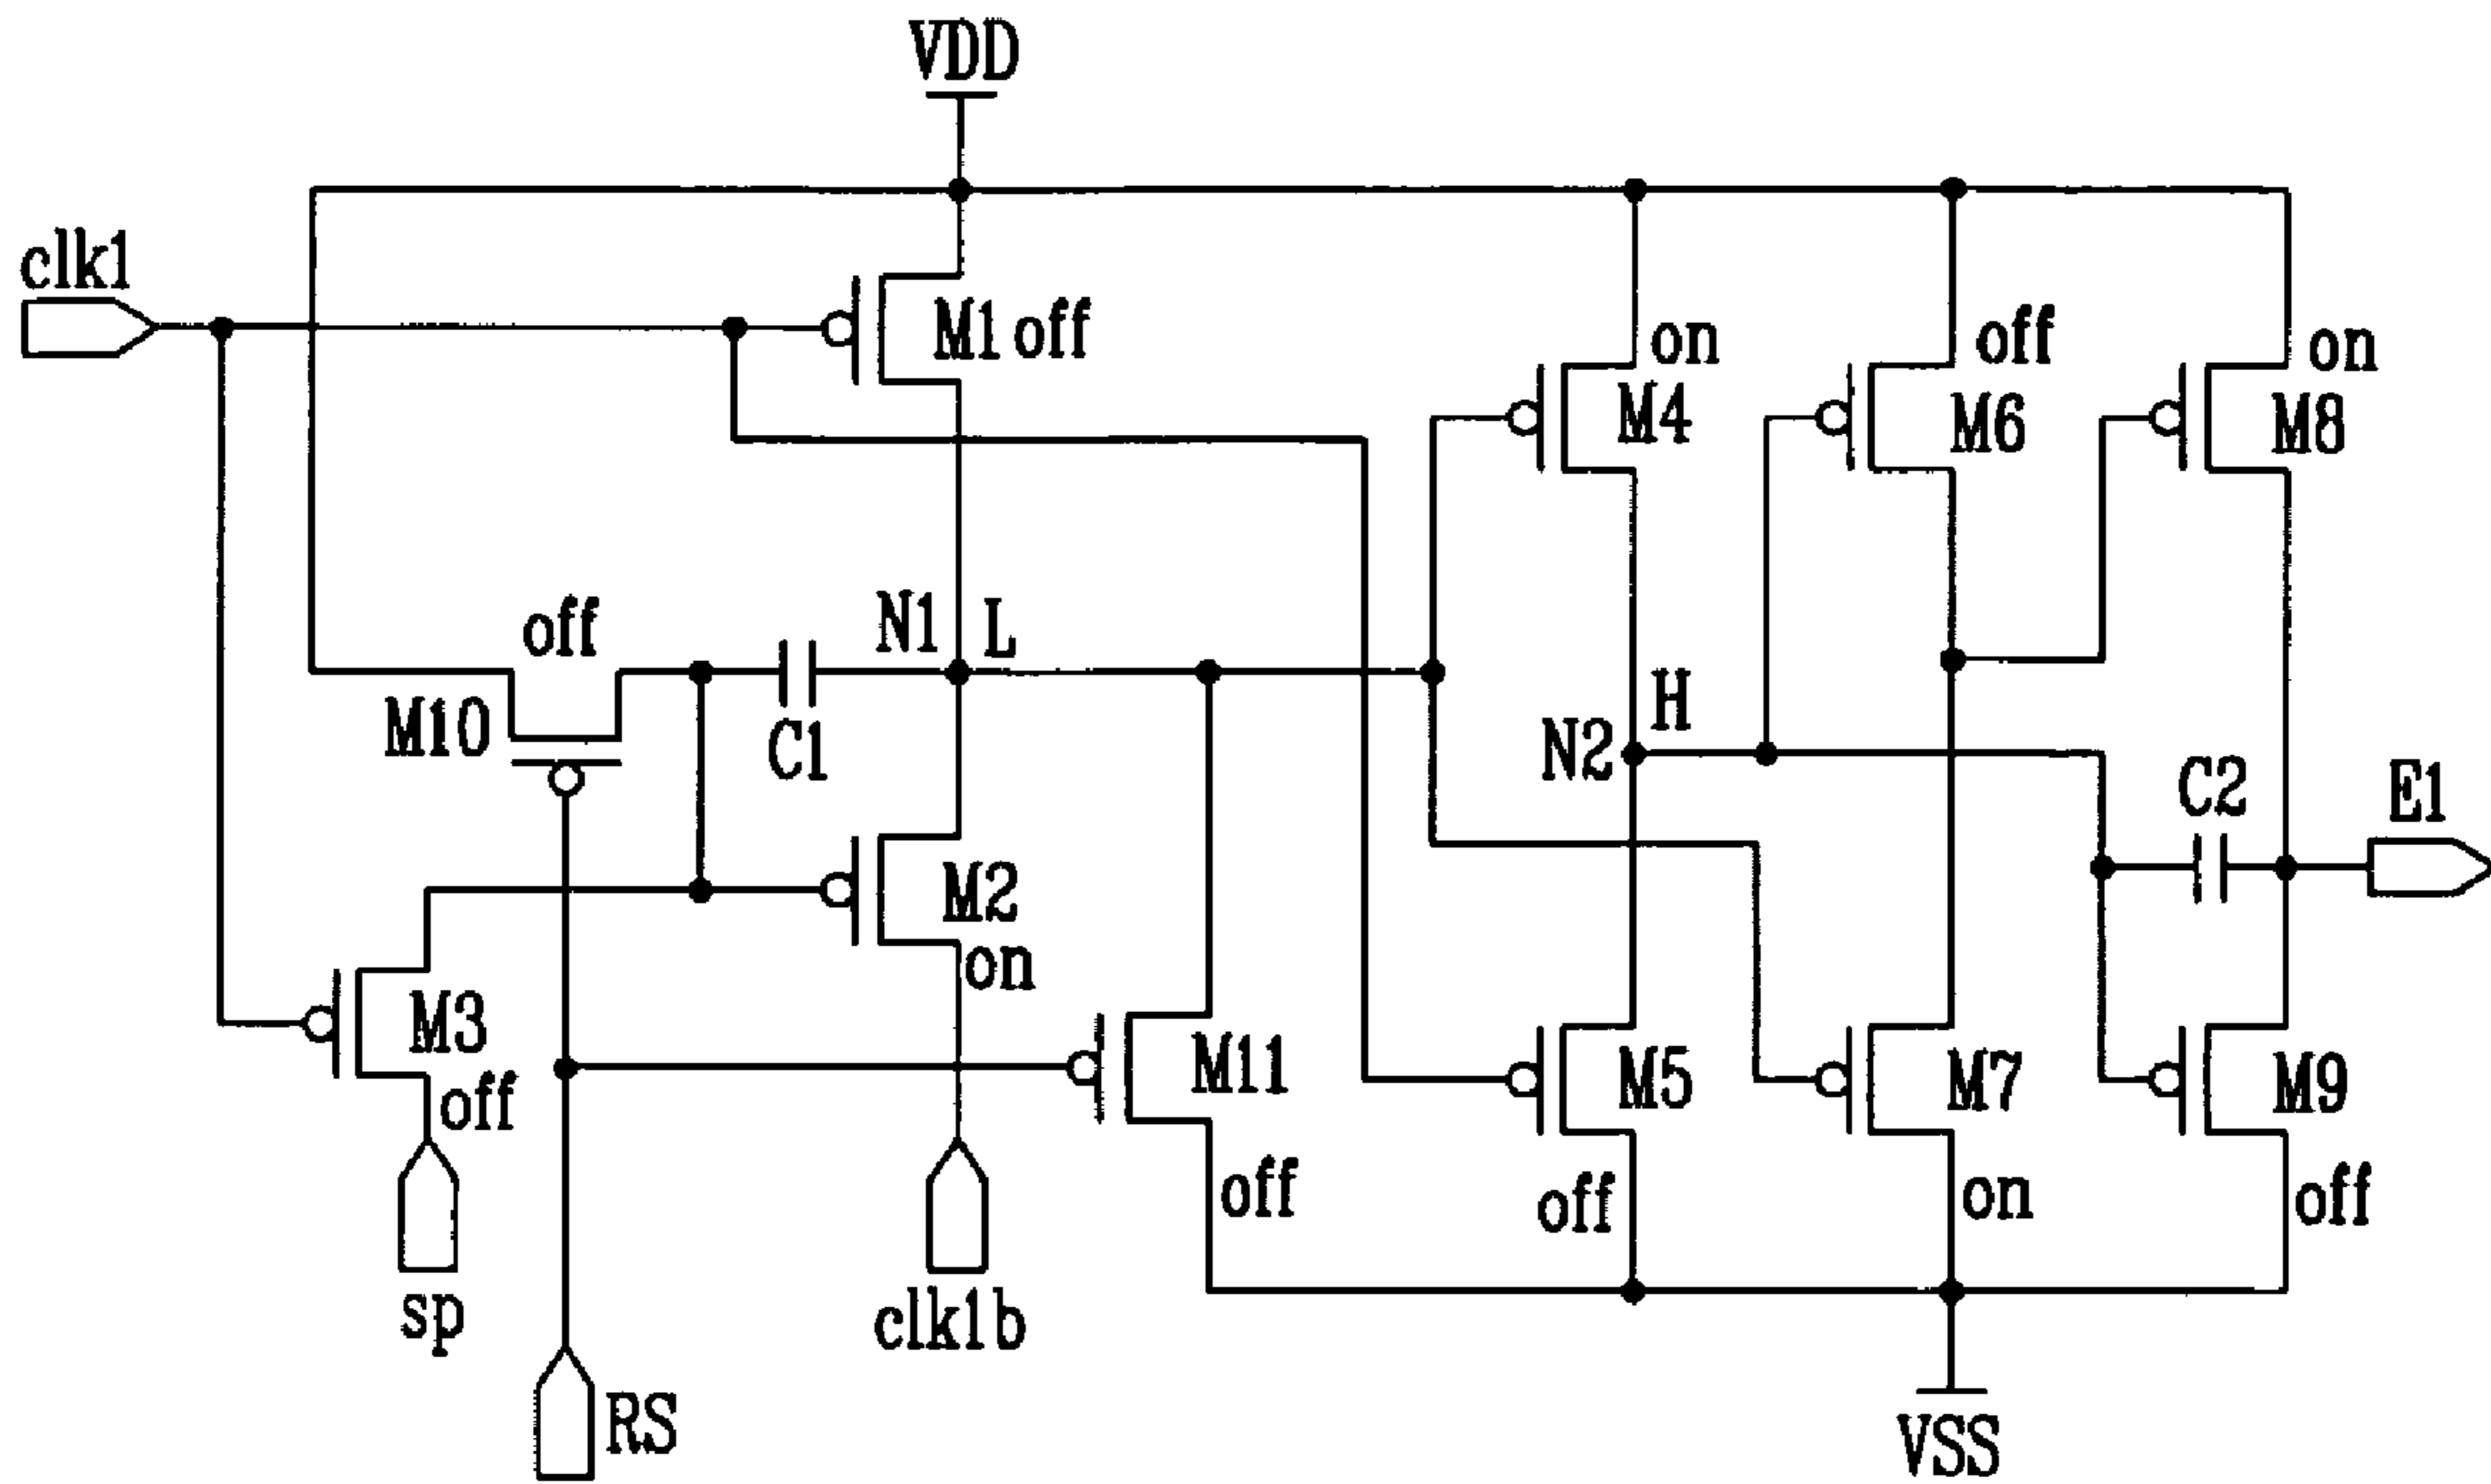 VDD
clk1
M1 off
on
off
on
M4
M6
M8
off
N1
L
M10
C1
H
N2
C2
E1
M2
on
M3
off
M11
M5
M7
M9
off
off
on
off
sp
clk1b
RS
VSS